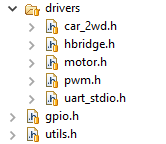 drivers
car_2wd.h
hbridge.h
motor.h
pwm.h
uart_stdio.h
gpio.h
utils.h